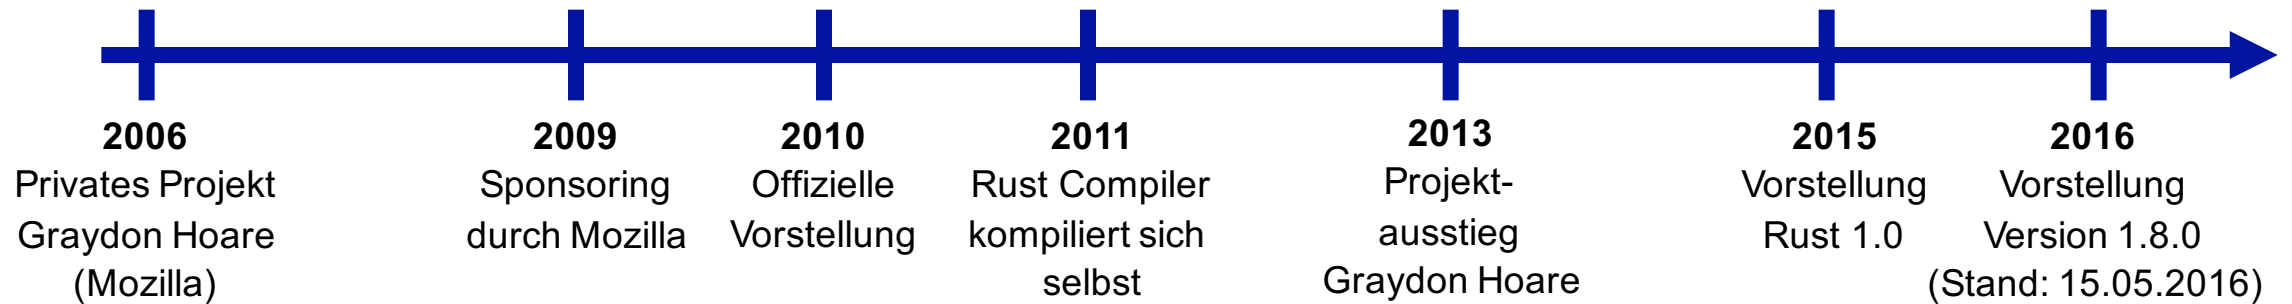 2006
Privates Projekt
Graydon Hoare
(Mozilla)
2009
Sponsoring
durch Mozilla
2010
Offizielle
Vorstellung
2011
Rust Compiler
kompiliert sich
selbst
2013
Projekt-
ausstieg
Graydon Hoare
2015
Vorstellung
Rust 1.0
2016
Vorstellung
Version 1.8.0
(Stand: 15.05.2016)